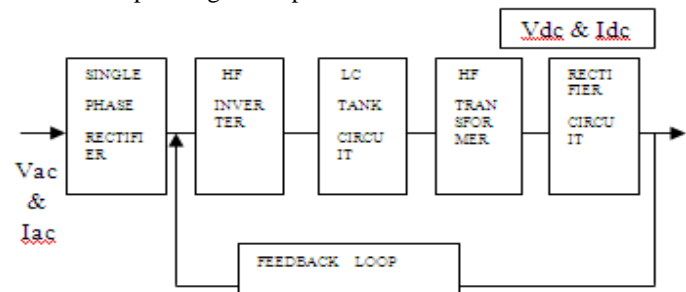 Vdc & Idc
SINGLE
PHASE
RECTIFI
ER
HF
INVER
TER
LC
TANK
CIRCU
IT
HF
TRAN
SFOR
MER
RECTI
FIER
CIRCU
IT
Vac
&
Iac
FEEDBACK LOOP